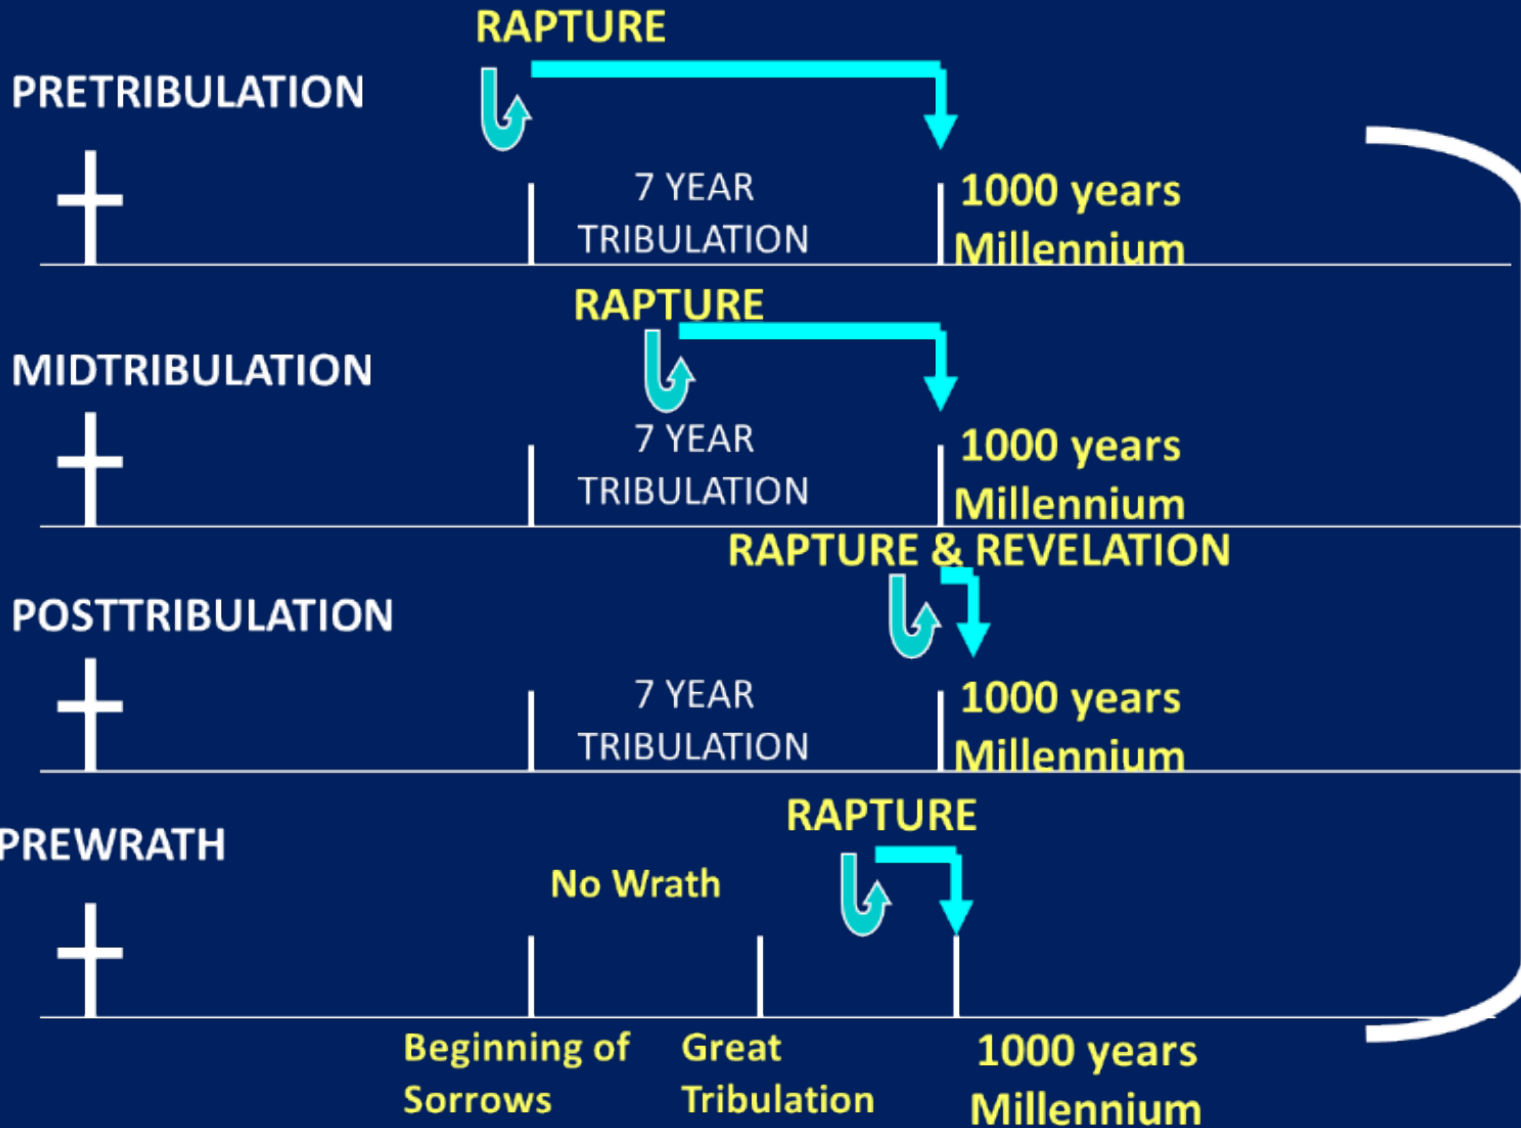 RAPTURE
PRETRIBULATION
7 YEAR
TRIBULATION
1000 years
Millennium
RAPTURE
MIDTRIBULATION
7 YEAR
TRIBULATION
1000 years
Millennium
RAPTURE & REVELATION
POSTTRIBULATION
7 YEAR
TRIBULATION
1000 years
Millennium
RAPTURE
PREWRATH
No Wrath
Beginning of
Sorrows
Great
Tribulation
1000 years
Millennium